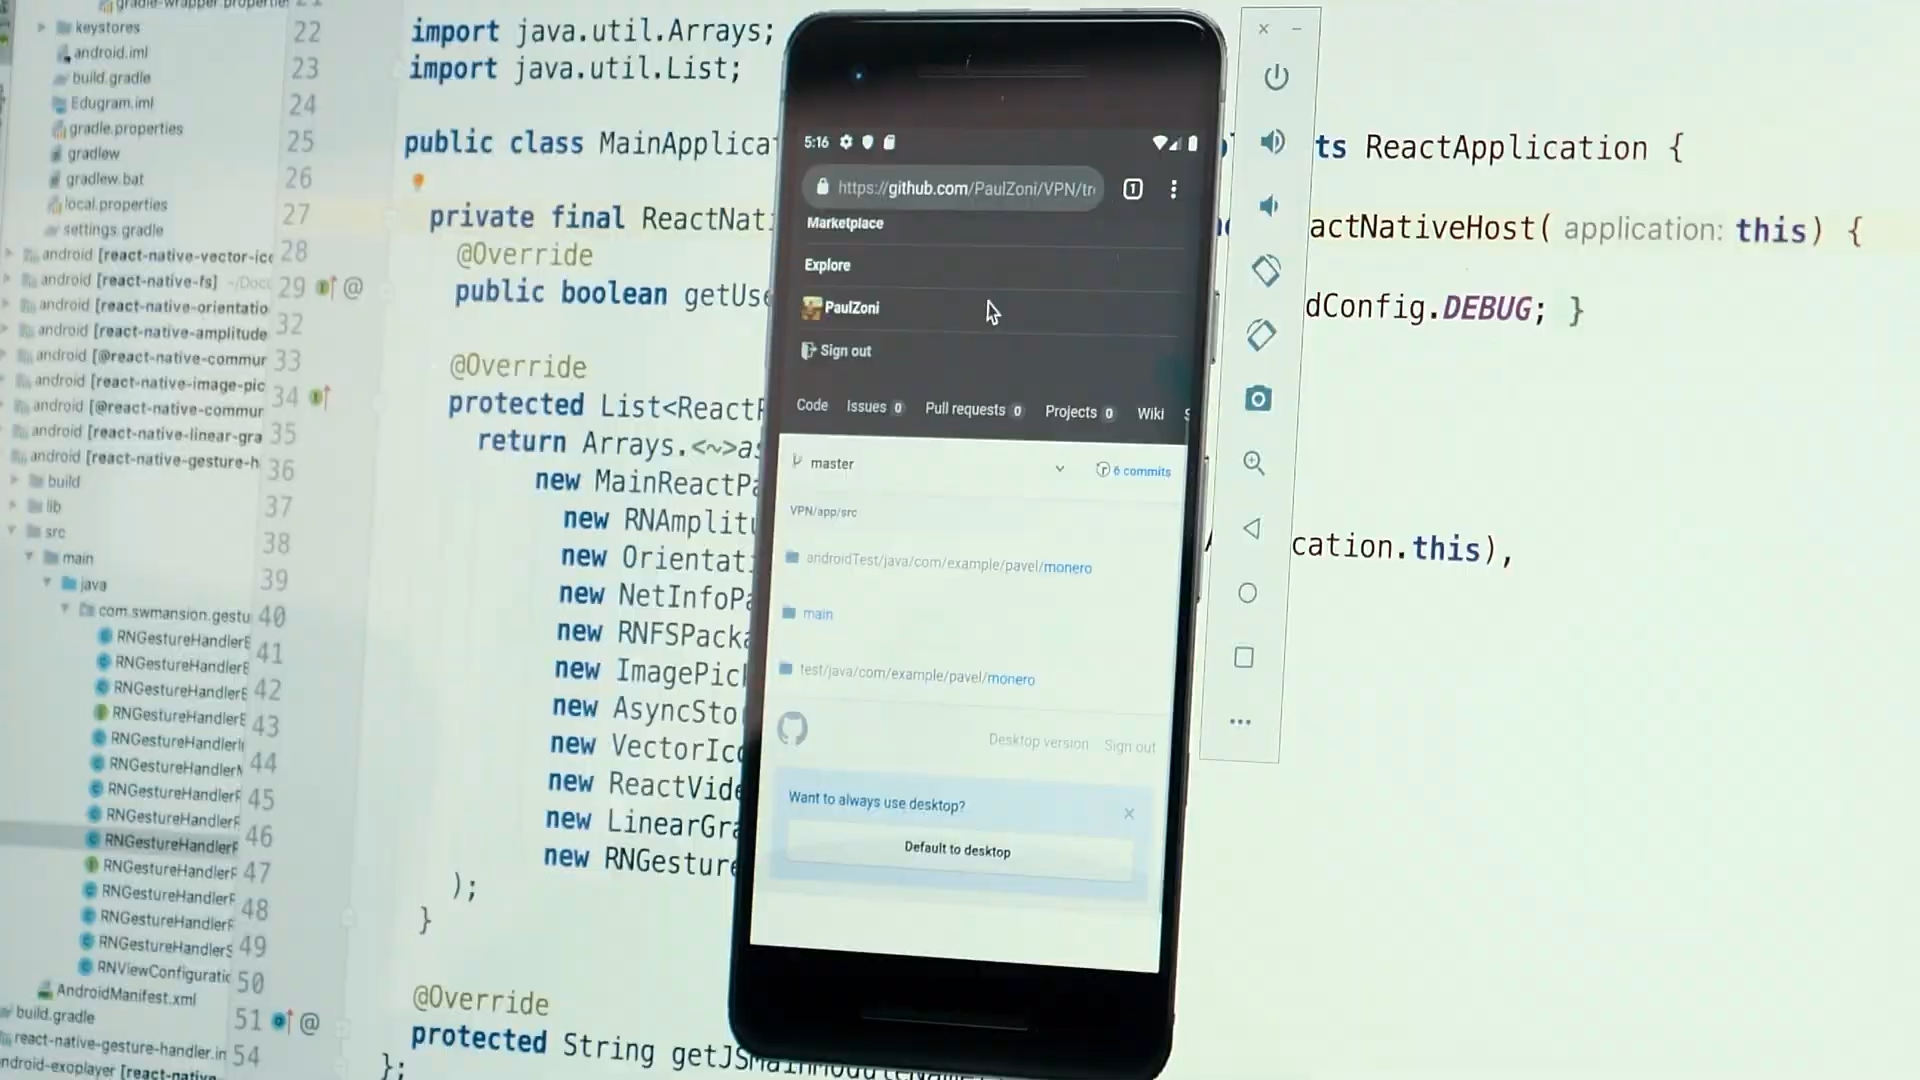 keystores
android.iml
build.gradle
Edugram.iml
gradle.properties
gradlew
gradlew.bat
local.properties
settings.gradle
android [react-native-vector-ic
android [react-native-fs] ~/Doc
android [react-native-orientatio
android [react-native-amplitude
android [@react-native-commur
android [react-native-image-pic
android [@react-native-commur
android [react-native-linear-gra
android [react-native-gesture-h
build
lib
src
main
java
com.swmansion.gestu
RNGestureHandlerE
RNGestureHandlerE
RNGestureHandlerE
RNGestureHandlerE
RNGestureHandlerI
RNGestureHandlerM
RNGestureHandlerF
RNGestureHandlerF
RNGestureHandlerF
RNGestureHandlerF
RNGestureHandlerF
RNGestureHandlerF
RNGestureHandlerS
RNViewConfiguratic
AndroidManifest.xml
build.gradle
react-native-gesture-handler.in
ndroid-exoplayer [react-native
22 import java.util.Arrays;
23 import java.util.List;
24
25 public class MainApplica ts ReactApplication {
26
27 private final ReactNati actNativeHost( application: this) {
28 @Override
29 @ public boolean getUse dConfig.DEBUG; }
32
33 @Override
34 protected List<ReactP
35 return Arrays.<~>as
36 new MainReactPa
37 new RNAmplitu
38 new Orientati cation.this),
39 new NetInfoPa
40 new RNFSPacka
41 new ImagePic
42 new AsyncSto
43 new VectorIco
44 new ReactVide
45 new LinearGra
46 new RNGesture
47 );
48 }
49
50 @Override
51 @ protected String getJSMainModuleName
54 };
5:16
https://github.com/PaulZoni/VPN/tre
1
Marketplace
Explore
PaulZoni
Sign out
Code Issues 0 Pull requests 0 Projects 0 Wiki S
master 6 commits
VPN/app/src
androidTest/java/com/example/pavel/monero
main
test/java/com/example/pavel/monero
Desktop version Sign out
Want to always use desktop?
Default to desktop